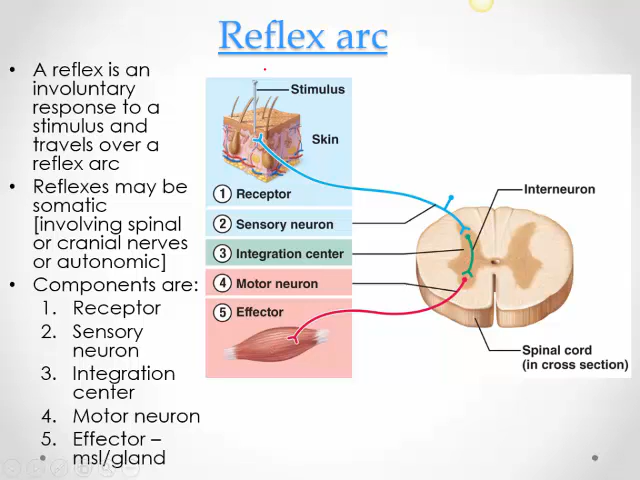 Reflex arc
• A reflex is an
involuntary
response to a
stimulus and
travels over a
reflex arc
• Reflexes may be
somatic
[involving spinal
or cranial nerves
or autonomic]
• Components are:
1. Receptor
2. Sensory
neuron
3. Integration
center
4. Motor neuron
5. Effector –
msl/gland
Stimulus
Skin
1 Receptor
2 Sensory neuron
3 Integration center
4 Motor neuron
5 Effector
Interneuron
Spinal cord
(in cross section)